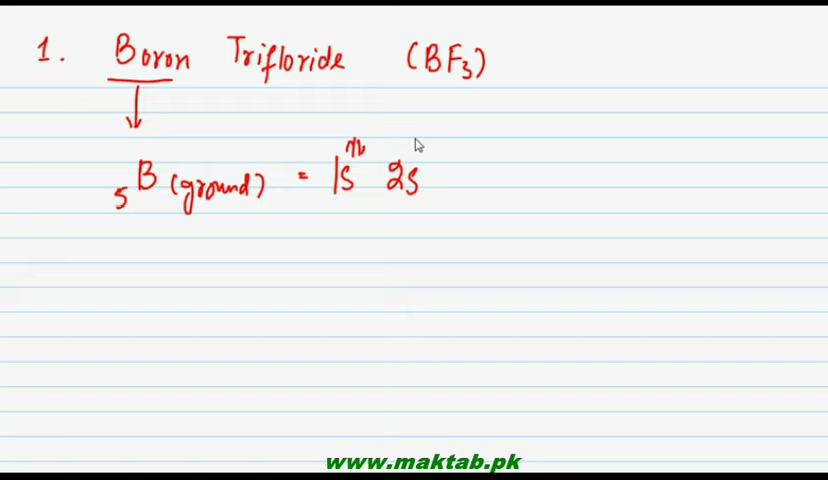 1. Boron Trifloride (BF₃)
₅B (ground) = 1s^↑↓ 2s
www.maktab.pk